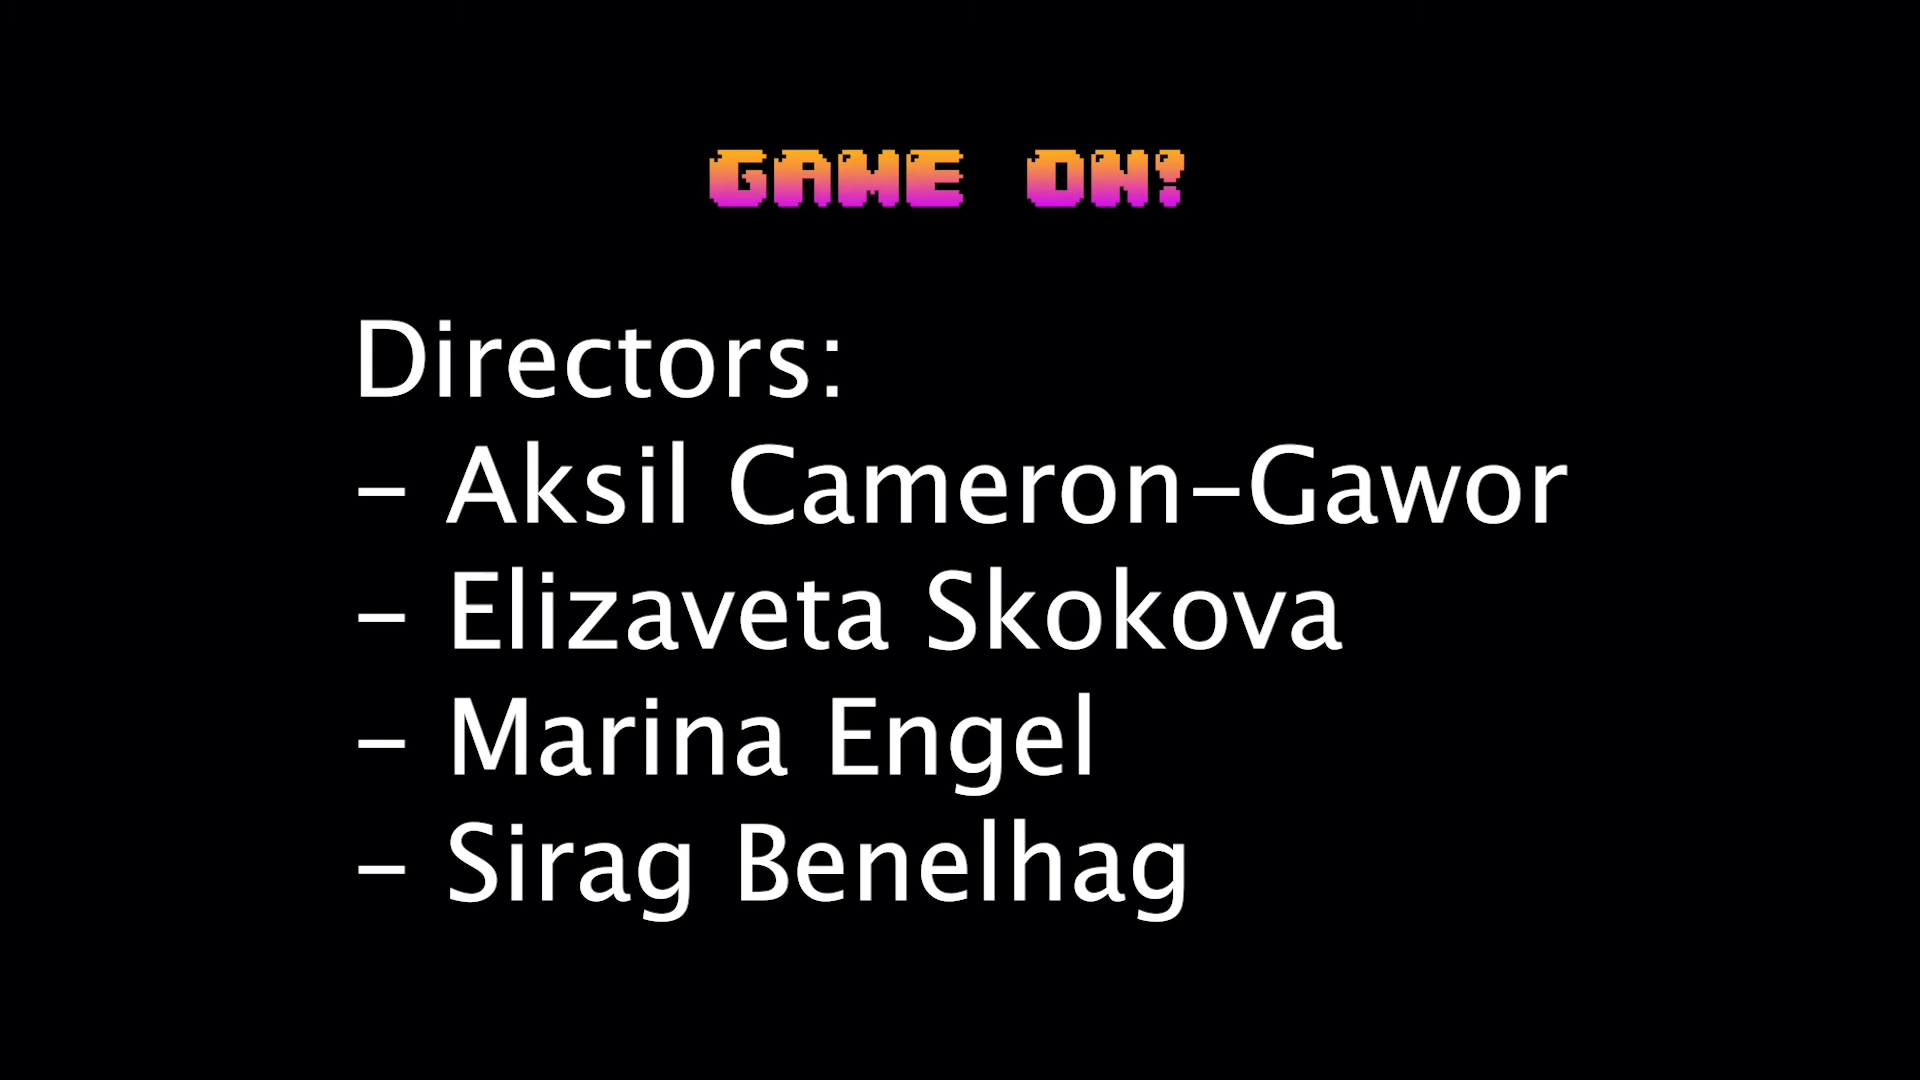 GAME ON!
Directors:
- Aksil Cameron-Gawor
- Elizaveta Skokova
- Marina Engel
- Sirag Benelhag